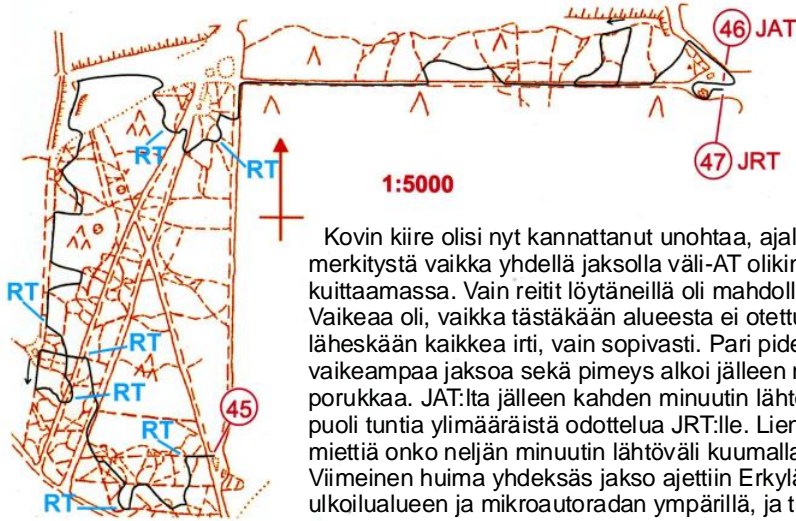 46 JAT
RT
RT
47 JRT
1:5000
Kovin kiire olisi nyt kannattanut unohtaa, ajal
merkitystä vaikka yhdellä jaksolla väli-AT olikin
kuittaamassa. Vain reitit löytäneillä oli mahdoll
Vaikeaa oli, vaikka tästäkään alueesta ei otettu
läheskään kaikkea irti, vain sopivasti. Pari pide
vaikeampaa jaksoa sekä pimeys alkoi jälleen
porukkaa. JAT:lta jälleen kahden minuutin läht
puoli tuntia ylimääräistä odottelua JRT:lle. Lien
miettiä onko neljän minuutin lähtöväli kuumalla
Viimeinen huima yhdeksäs jakso ajettiin Erkylä
ulkoilualueen ja mikroautoradan ympärillä, ja t
RT
RT
RT
45
RT
RT